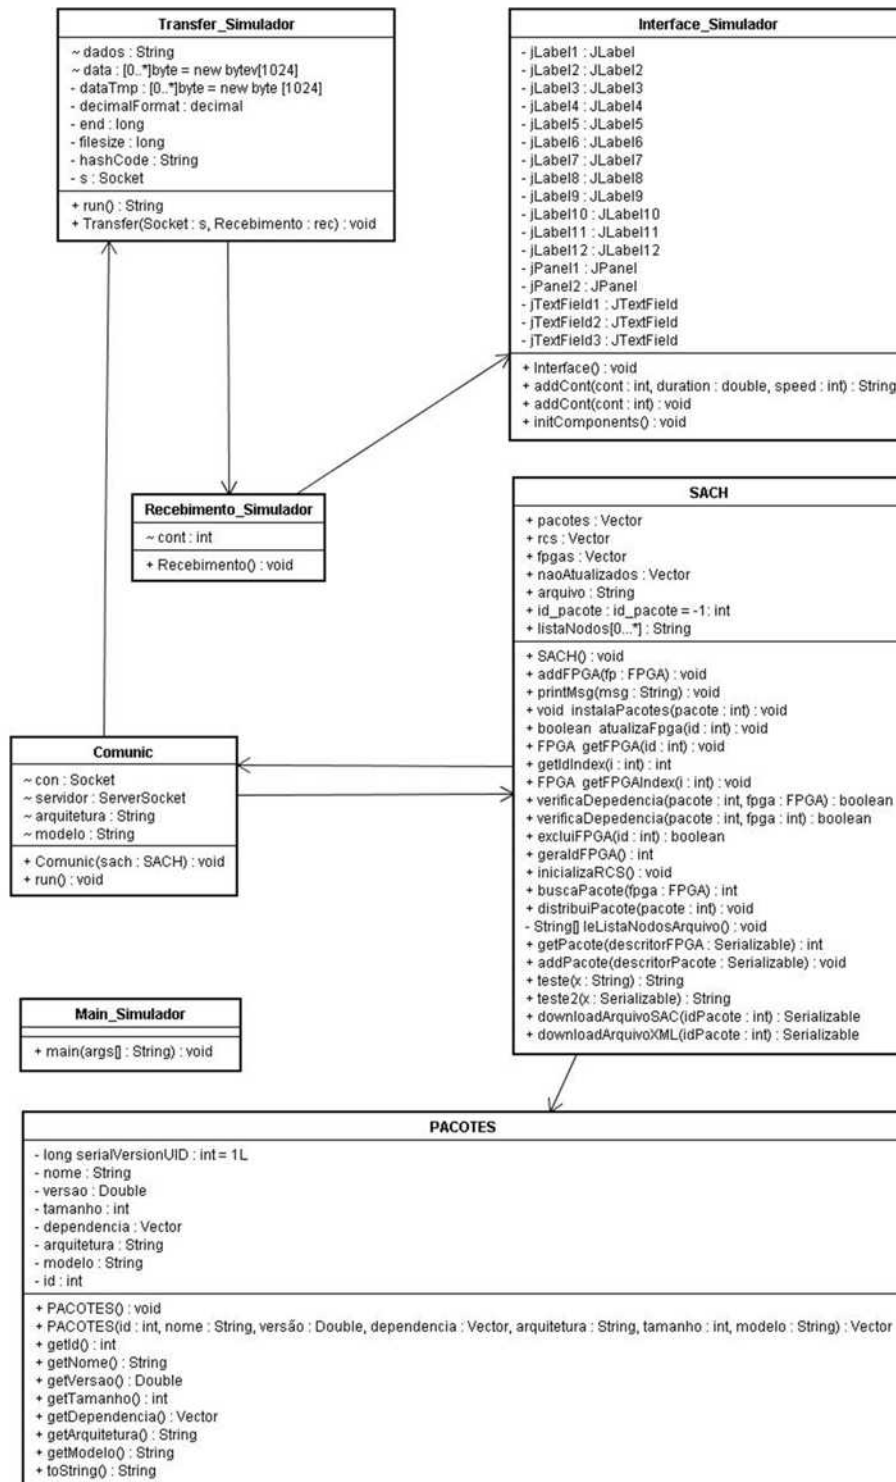 Transfer_Simulador
~ dados : String
~ data : [0..*]byte = new bytev[1024]
- dataTmp : [0..*]byte = new byte [1024]
- decimalFormat : decimal
- end : long
- filesize : long
- hashCode : String
- s : Socket
+ run() : String
+ Transfer(Socket : s, Recebimento : rec) : void
Interface_Simulador
- jLabel1 : JLabel
- jLabel2 : JLabel2
- jLabel3 : JLabel3
- jLabel4 : JLabel4
- jLabel5 : JLabel5
- jLabel6 : JLabel6
- jLabel7 : JLabel7
- jLabel8 : JLabel8
- jLabel9 : JLabel9
- jLabel10 : JLabel10
- jLabel11 : JLabel11
- jLabel12 : JLabel12
- jPanel1 : JPanel
- jPanel2 : JPanel
- jTextField1 : JTextField
- jTextField2 : JTextField
- jTextField3 : JTextField
+ Interface() : void
+ addCont(cont : int, duration : double, speed : int) : String
+ addCont(cont : int) : void
+ initComponents() : void
Recebimento_Simulador
~ cont : int
+ Recebimento() : void
SACH
+ pacotes : Vector
+ rcs : Vector
+ fpgas : Vector
+ naoAtualizados : Vector
+ arquivo : String
+ id_pacote : id_pacote = -1: int
+ listaNodos[0...*] : String
+ SACH() : void
+ addFPGA(fp : FPGA) : void
+ printMsg(msg : String) : void
+ void instalaPacotes(pacote : int) : void
+ boolean atualizaFpga(id : int) : void
+ FPGA getFPGA(id : int) : void
+ getIdIndex(i : int) : int
+ FPGA getFPGAIndex(i : int) : void
+ verificaDepedencia(pacote : int, fpga : FPGA) : boolean
+ verificaDepedencia(pacote : int, fpga : int) : boolean
+ excluiFPGA(id : int) : boolean
+ geraIdFPGA() : int
+ inicializaRCS() : void
+ buscaPacote(fpga : FPGA) : int
+ distribuiPacote(pacote : int) : void
- String[] leListaNodosArquivo() : void
+ getPacote(descritorFPGA : Serializable) : int
+ addPacote(descritorPacote : Serializable) : void
+ teste(x : String) : String
+ teste2(x : Serializable) : String
+ downloadArquivoSAC(idPacote : int) : Serializable
+ downloadArquivoXML(idPacote : int) : Serializable
Comunic
~ con : Socket
~ servidor : ServerSocket
~ arquitetura : String
~ modelo : String
+ Comunic(sach : SACH) : void
+ run() : void
Main_Simulador
+ main(args[] : String) : void
PACOTES
- long serialVersionUID : int = 1L
- nome : String
- versao : Double
- tamanho : int
- dependencia : Vector
- arquitetura : String
- modelo : String
- id : int
+ PACOTES() : void
+ PACOTES(id : int, nome : String, versão : Double, dependencia : Vector, arquitetura : String, tamanho : int, modelo : String) : Vector
+ getId() : int
+ getNome() : String
+ getVersao() : Double
+ getTamanho() : int
+ getDependencia() : Vector
+ getArquitetura() : String
+ getModelo() : String
+ toString() : String